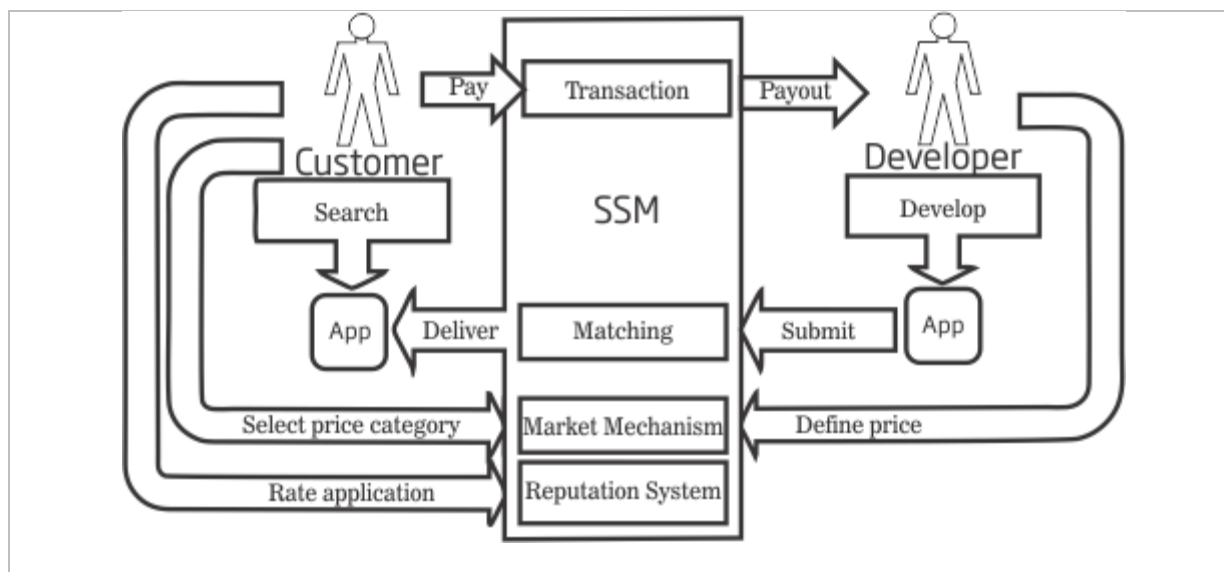 Pay
Transaction
Payout
Customer
Developer
Search
SSM
Develop
App
Deliver
Matching
Submit
App
Select price category
Market Mechanism
Define price
Rate application
Reputation System